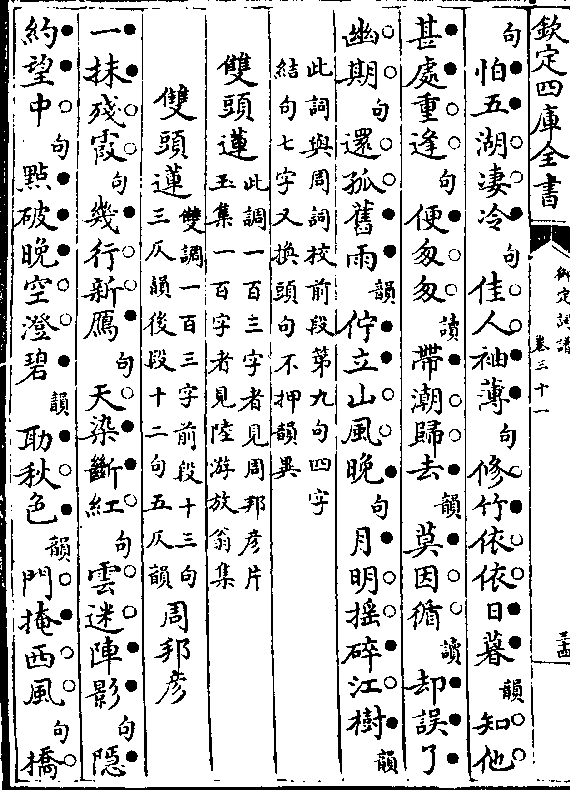 欽定四庫全書
御定詞譜 卷三十一
句怕五湖凄冷句佳人袖薄句修竹依依日暮韻知他
甚處重逢句便匆匆讀帶潮歸去韻莫因循讀却誤了
幽期句還孤舊雨韻佇立山風晚句月明揺碎江樹韻
此詞與周詞校前段第九句四字
結句七字又換頭句不押韻異
雙頭蓮此調一百三字者見周邦彦片
玉集一百字者見陸游放翁集
雙頭蓮雙調一百三字前段十三句
三仄韻後段十二句五仄韻 周邦彦
一抹殘霞句幾行新鴈句天染斷紅句雲迷陣影句隠
約望中句點破晩空澄碧韻助秋色韻門掩西風句橋